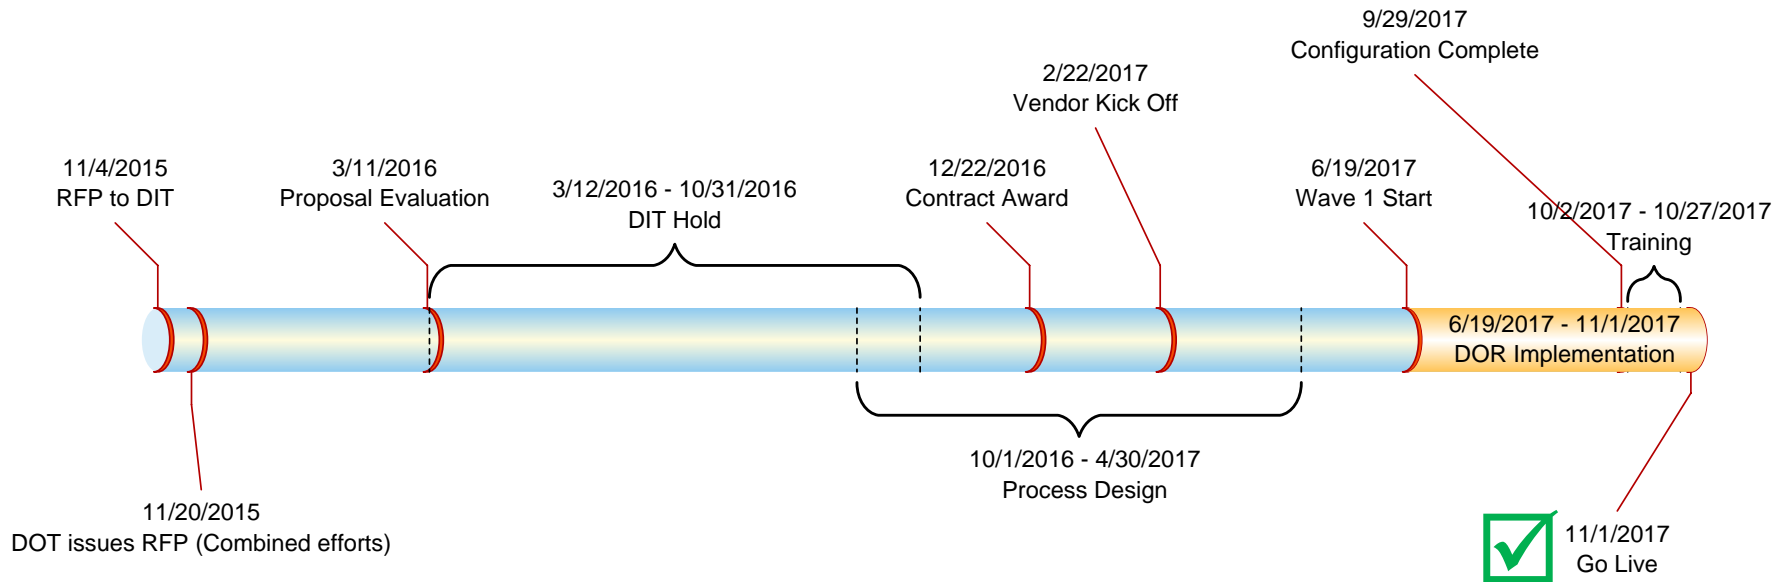 9/29/2017
Configuration Complete
2/22/2017
Vendor Kick Off
11/4/2015
RFP to DIT
3/11/2016
Proposal Evaluation
3/12/2016 - 10/31/2016
DIT Hold
12/22/2016
Contract Award
6/19/2017
Wave 1 Start
10/2/2017 - 10/27/2017
Training
6/19/2017 - 11/1/2017
DOR Implementation
10/1/2016 - 4/30/2017
Process Design
11/20/2015
DOT issues RFP (Combined efforts)
11/1/2017
Go Live